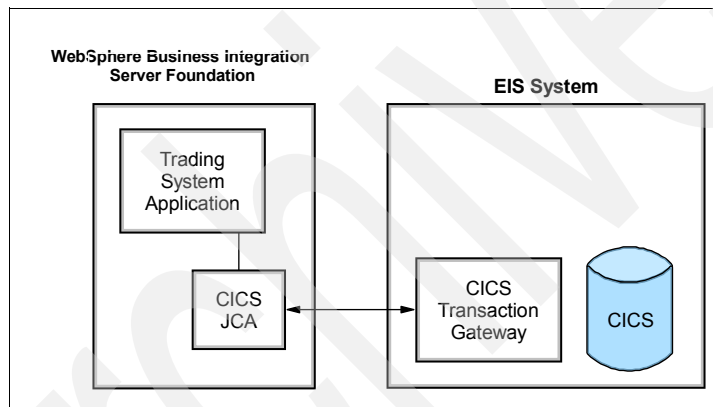 WebSphere Business Integration
Server Foundation
EIS System
Trading
System
Application
CICS
JCA
CICS
Transaction
Gateway
CICS